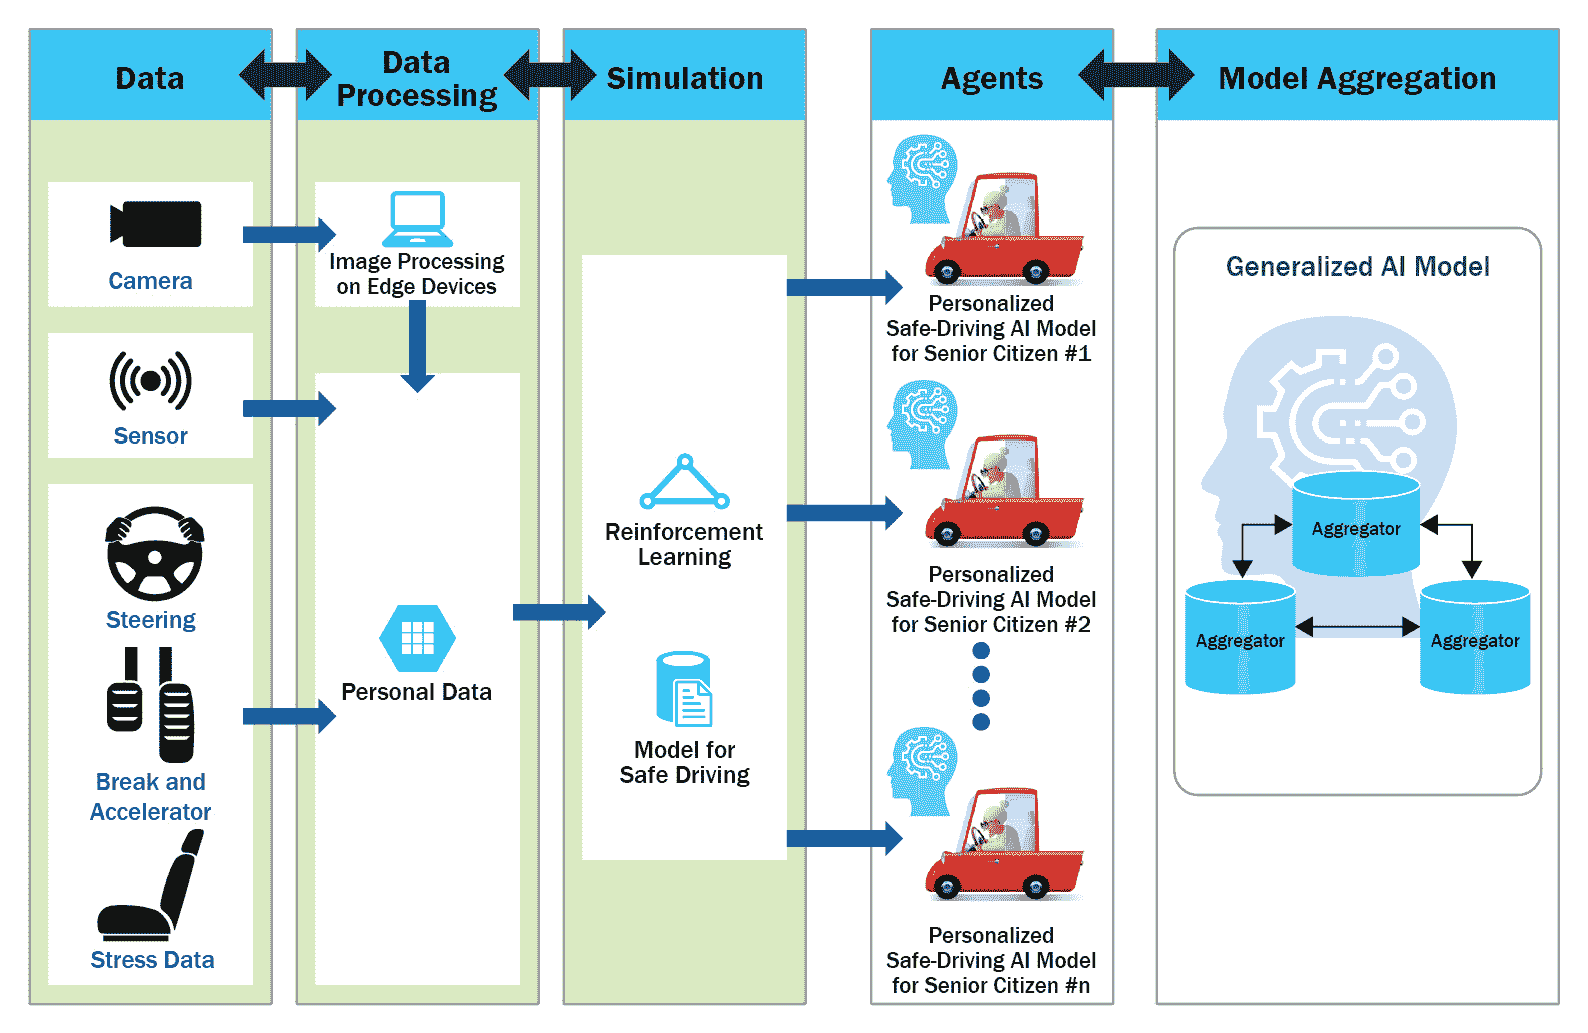 Data
Data
Processing
Simulation
Agents
Model Aggregation
Camera
Sensor
Steering
Break and
Accelerator
Stress Data
Image Processing
on Edge Devices
Personal Data
Reinforcement
Learning
Model for
Safe Driving
Personalized
Safe-Driving AI Model
for Senior Citizen #1
Personalized
Safe-Driving AI Model
for Senior Citizen #2
Personalized
Safe-Driving AI Model
for Senior Citizen #n
Generalized AI Model
Aggregator
Aggregator
Aggregator